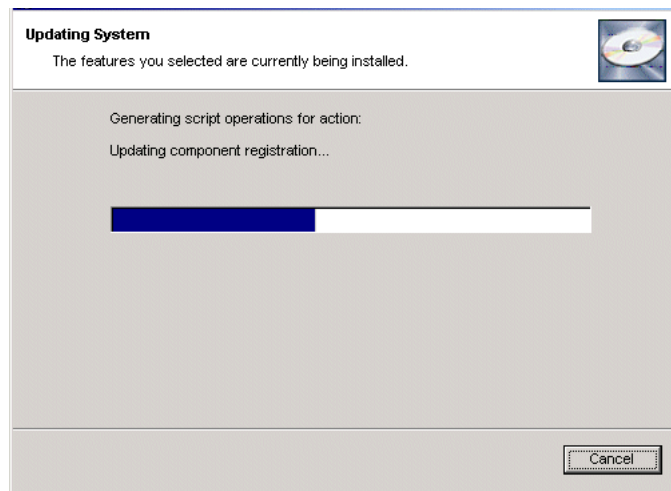 Updating System
The features you selected are currently being installed.
Generating script operations for action:
Updating component registration...
Cancel